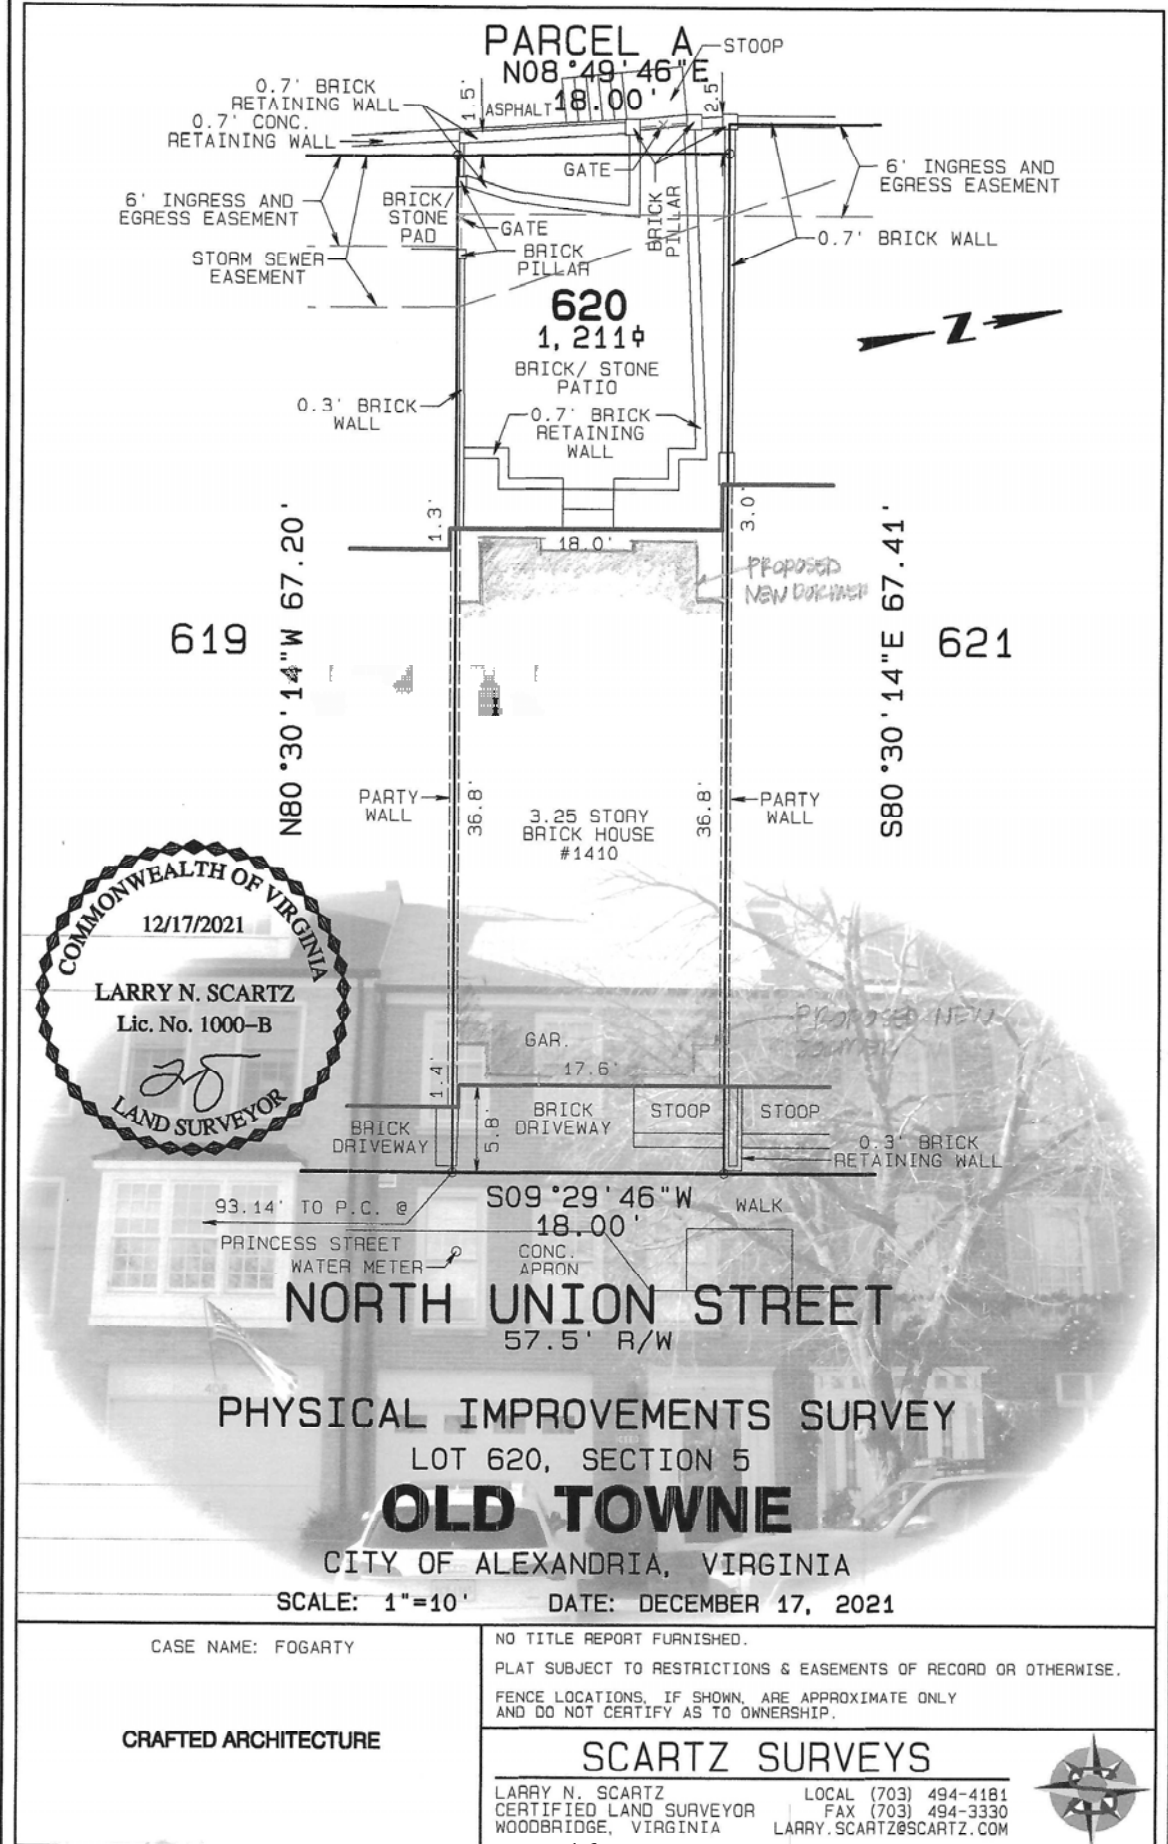 PARCEL A
STOOP
N08°49'46"E
18.00'
0.7' BRICK
RETAINING WALL
1.5'
ASPHALT
2.5'
0.7' CONC.
RETAINING WALL
GATE
6' INGRESS AND
EGRESS EASEMENT
6' INGRESS AND
EGRESS EASEMENT
BRICK/
STONE
PAD
GATE
BRICK
PILLAR
BRICK
PILLAR
0.7' BRICK WALL
STORM SEWER
EASEMENT
620
1,211
BRICK/ STONE
PATIO
Z
0.3' BRICK
WALL
0.7' BRICK
RETAINING
WALL
1.3'
3.0'
18.0'
PROPOSED
NEW DORMER
619
N80°30'14"W 67.20'
S80°30'14"E 67.41'
621
PARTY
WALL
36.8'
3.25 STORY
BRICK HOUSE
#1410
36.8'
PARTY
WALL
COMMONWEALTH OF VIRGINIA
12/17/2021
LARRY N. SCARTZ
Lic. No. 1000-B
LAND SURVEYOR
PROPOSED NEW
DORMER
GAR.
17.6'
1.4'
BRICK
DRIVEWAY
5.8'
BRICK
DRIVEWAY
STOOP
STOOP
0.3' BRICK
RETAINING WALL
93.14' TO P.C. @
PRINCESS STREET
S09°29'46"W
18.00'
WALK
WATER METER
CONC.
APRON
NORTH UNION STREET
57.5' R/W
PHYSICAL IMPROVEMENTS SURVEY
LOT 620, SECTION 5
OLD TOWNE
CITY OF ALEXANDRIA, VIRGINIA
SCALE: 1"=10' DATE: DECEMBER 17, 2021
CASE NAME: FOGARTY
CRAFTED ARCHITECTURE
NO TITLE REPORT FURNISHED.
PLAT SUBJECT TO RESTRICTIONS & EASEMENTS OF RECORD OR OTHERWISE.
FENCE LOCATIONS, IF SHOWN, ARE APPROXIMATE ONLY
AND DO NOT CERTIFY AS TO OWNERSHIP.
SCARTZ SURVEYS
LARRY N. SCARTZ
CERTIFIED LAND SURVEYOR
WOODBRIDGE, VIRGINIA
LOCAL (703) 494-4181
FAX (703) 494-3330
LARRY.SCARTZ@SCARTZ.COM